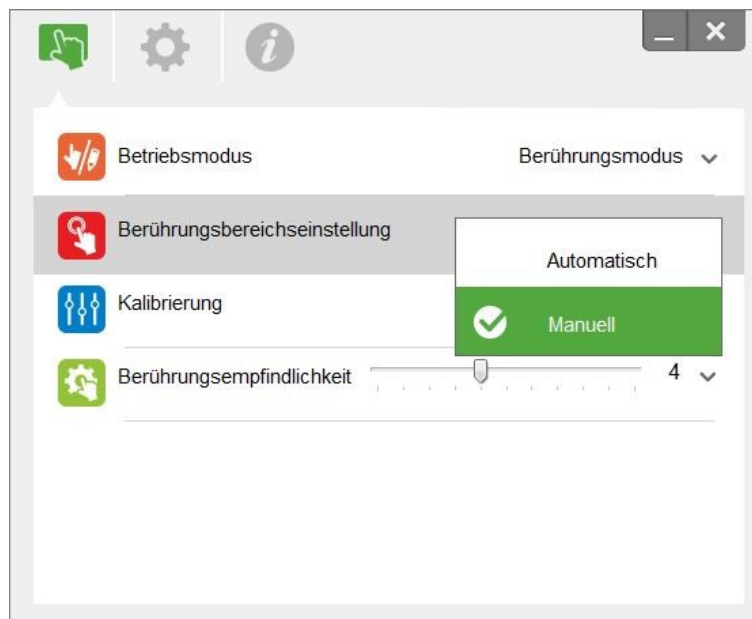 Betriebsmodus Berührungsmodus
Berührungsbereichseinstellung
Automatisch
Kalibrierung
Manuell
Berührungsempfindlichkeit 4